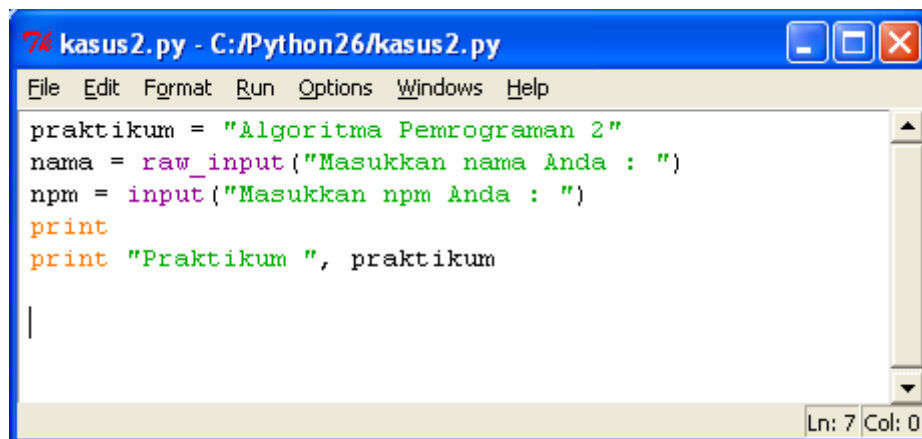 7% kasus2.py - C:/Python26/kasus2.py
File Edit Format Run Options Windows Help
praktikum = "Algoritma Pemrograman 2"
nama = raw_input("Masukkan nama Anda : ")
npm = input("Masukkan npm Anda : ")
print
print "Praktikum ", praktikum
Ln: 7 Col: 0